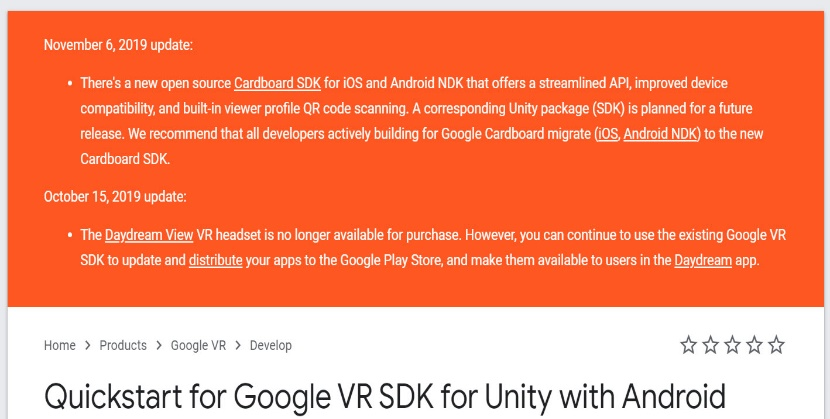 November 6, 2019 update:
• There's a new open source Cardboard SDK for iOS and Android NDK that offers a streamlined API, improved device
compatibility, and built-in viewer profile QR code scanning. A corresponding Unity package (SDK) is planned for a future
release. We recommend that all developers actively building for Google Cardboard migrate (iOS, Android NDK) to the new
Cardboard SDK.
October 15, 2019 update:
• The Daydream View VR headset is no longer available for purchase. However, you can continue to use the existing Google VR
SDK to update and distribute your apps to the Google Play Store, and make them available to users in the Daydream app.
Home > Products > Google VR > Develop
Quickstart for Google VR SDK for Unity with Android